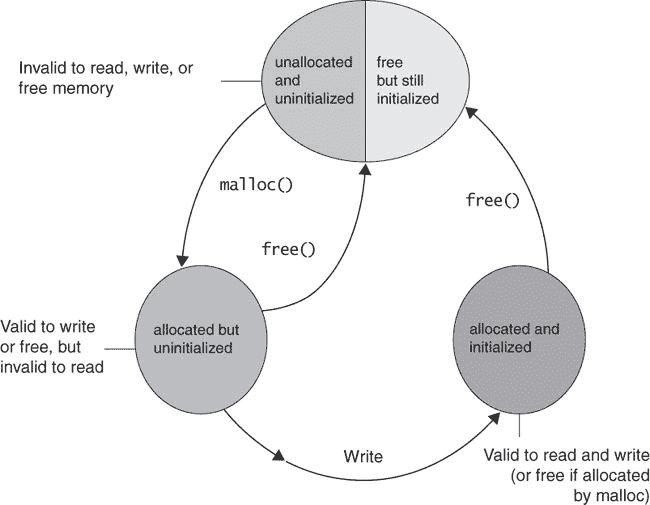 Invalid to read, write, or
free memory
unallocated
and
uninitialized
free
but still
initialized
malloc()
free()
free()
Valid to write
or free, but
invalid to read
allocated but
uninitialized
allocated and
initialized
Write
Valid to read and write
(or free if allocated
by malloc)